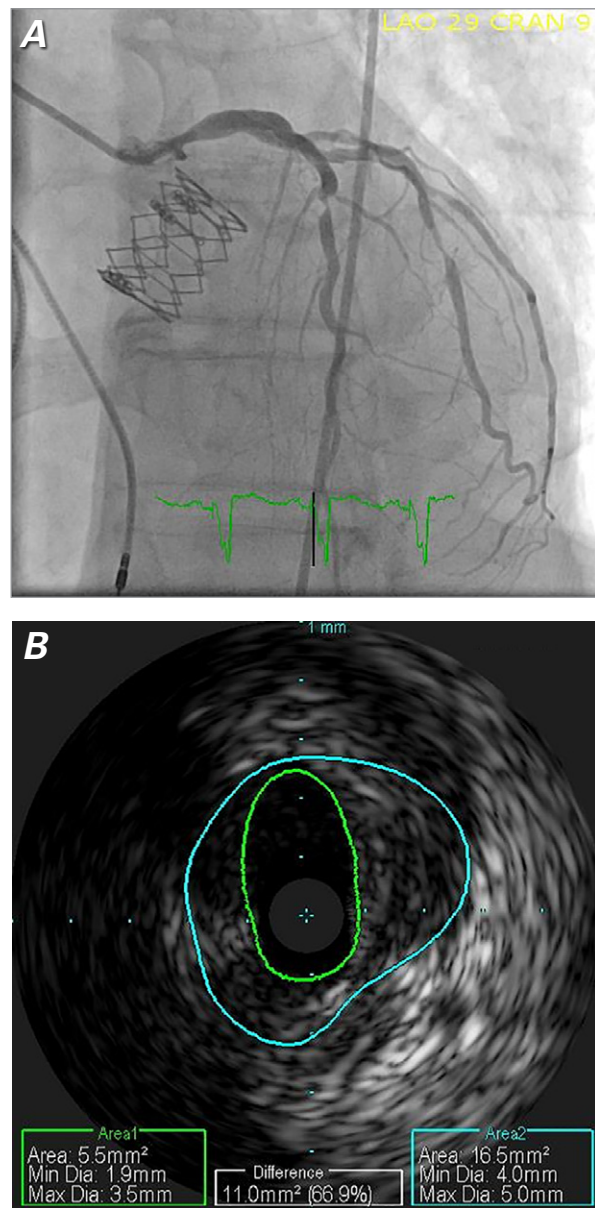 A
LAO 29 CRAN 9
B
1 mm
Area1
Area: 5.5mm²
Min Dia: 1.9mm
Max Dia: 3.5mm
Difference
11.0mm² (66.9%)
Area2
Area: 16.5mm²
Min Dia: 4.0mm
Max Dia: 5.0mm